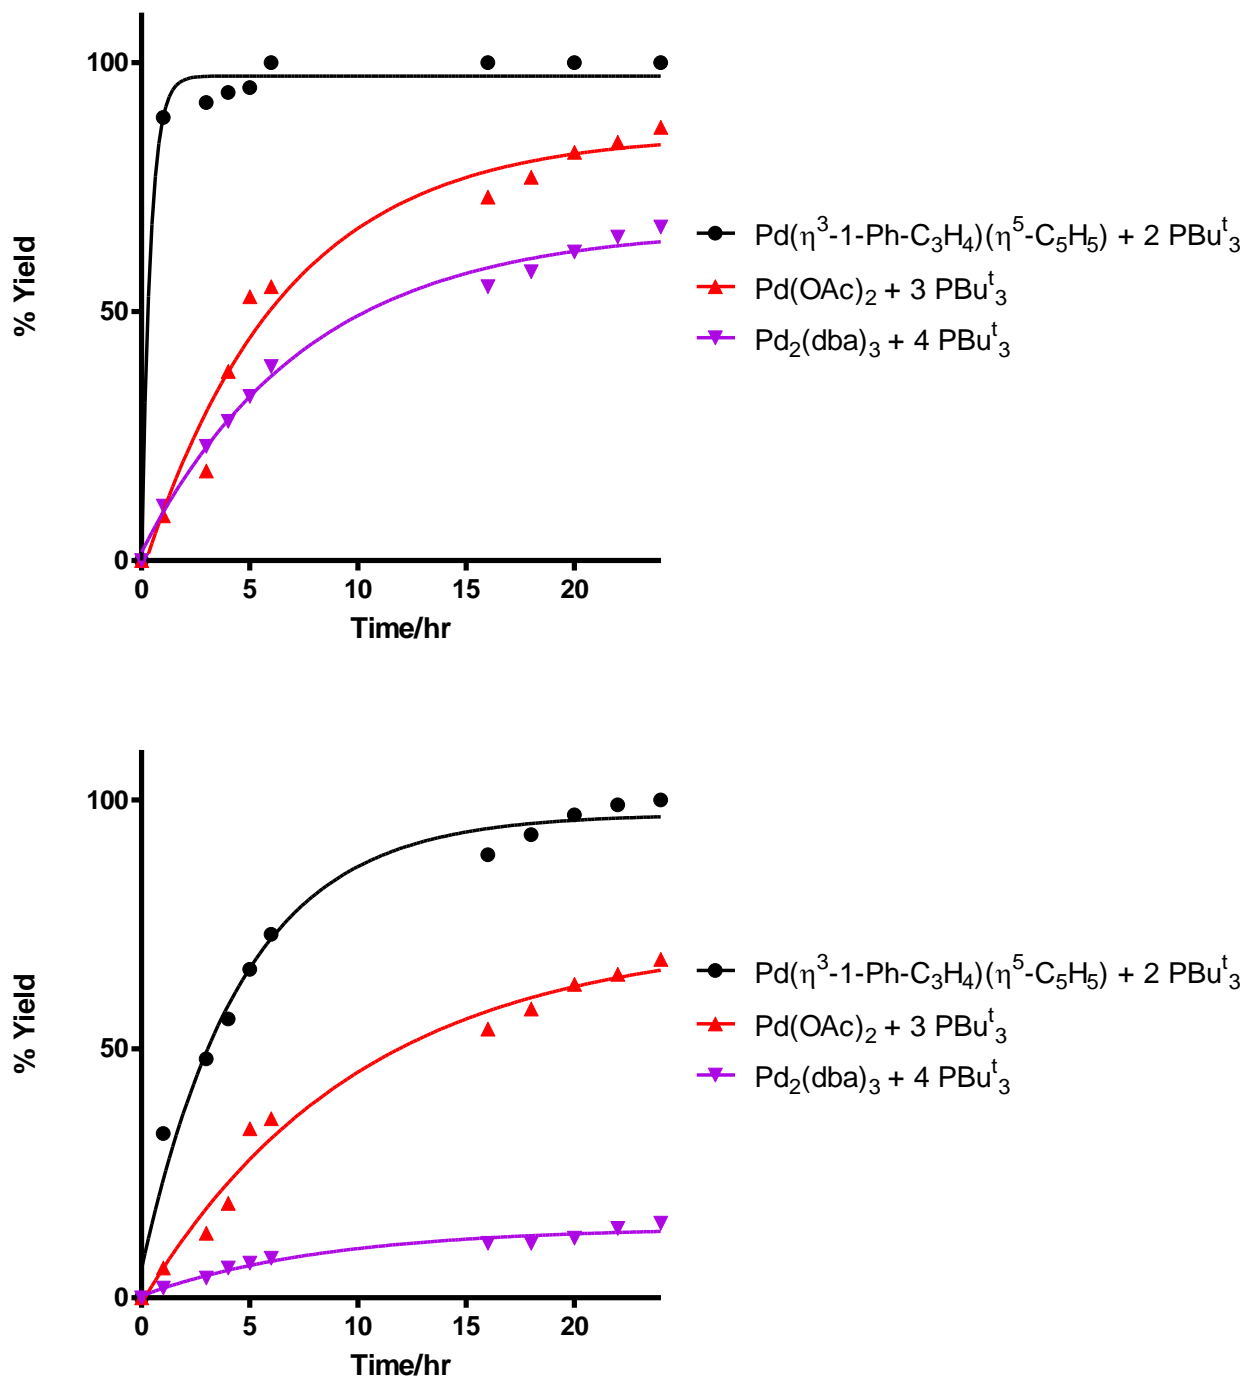 100
50
0
0 5 10 15 20
% Yield
Time/hr
Pd(η³-1-Ph-C₃H₄)(η⁵-C₅H₅) + 2 PBuᵗ₃
Pd(OAc)₂ + 3 PBuᵗ₃
Pd₂(dba)₃ + 4 PBuᵗ₃
100
50
0
0 5 10 15 20
% Yield
Time/hr
Pd(η³-1-Ph-C₃H₄)(η⁵-C₅H₅) + 2 PBuᵗ₃
Pd(OAc)₂ + 3 PBuᵗ₃
Pd₂(dba)₃ + 4 PBuᵗ₃